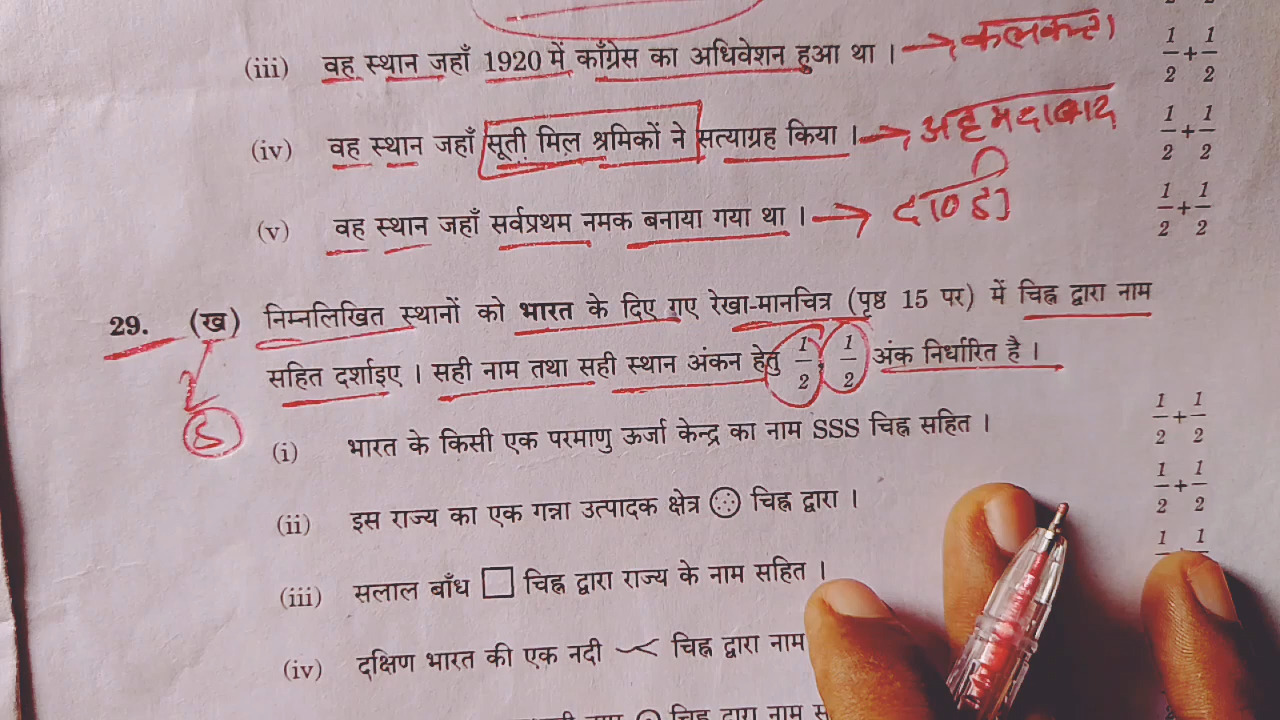 (iii) वह स्थान जहाँ 1920 में काँग्रेस का अधिवेशन हुआ था । → कलकत्ता 1/2 + 1/2
(iv) वह स्थान जहाँ सूती मिल श्रमिकों ने सत्याग्रह किया । → अहमदाबाद 1/2 + 1/2
(v) वह स्थान जहाँ सर्वप्रथम नमक बनाया गया था । → दाण्डी 1/2 + 1/2
29. (ख) निम्नलिखित स्थानों को भारत के दिए गए रेखा-मानचित्र (पृष्ठ 15 पर) में चिह्न द्वारा नाम
सहित दर्शाइए । सही नाम तथा सही स्थान अंकन हेतु 1/2, 1/2 अंक निर्धारित है ।
(i) भारत के किसी एक परमाणु ऊर्जा केन्द्र का नाम SSS चिह्न सहित । 1/2 + 1/2
(ii) इस राज्य का एक गन्ना उत्पादक क्षेत्र चिह्न द्वारा । 1/2 + 1/2
(iii) सलाल बाँध □ चिह्न द्वारा राज्य के नाम सहित ।
(iv) दक्षिण भारत की एक नदी चिह्न द्वारा नाम
चिह्न द्वारा नाम